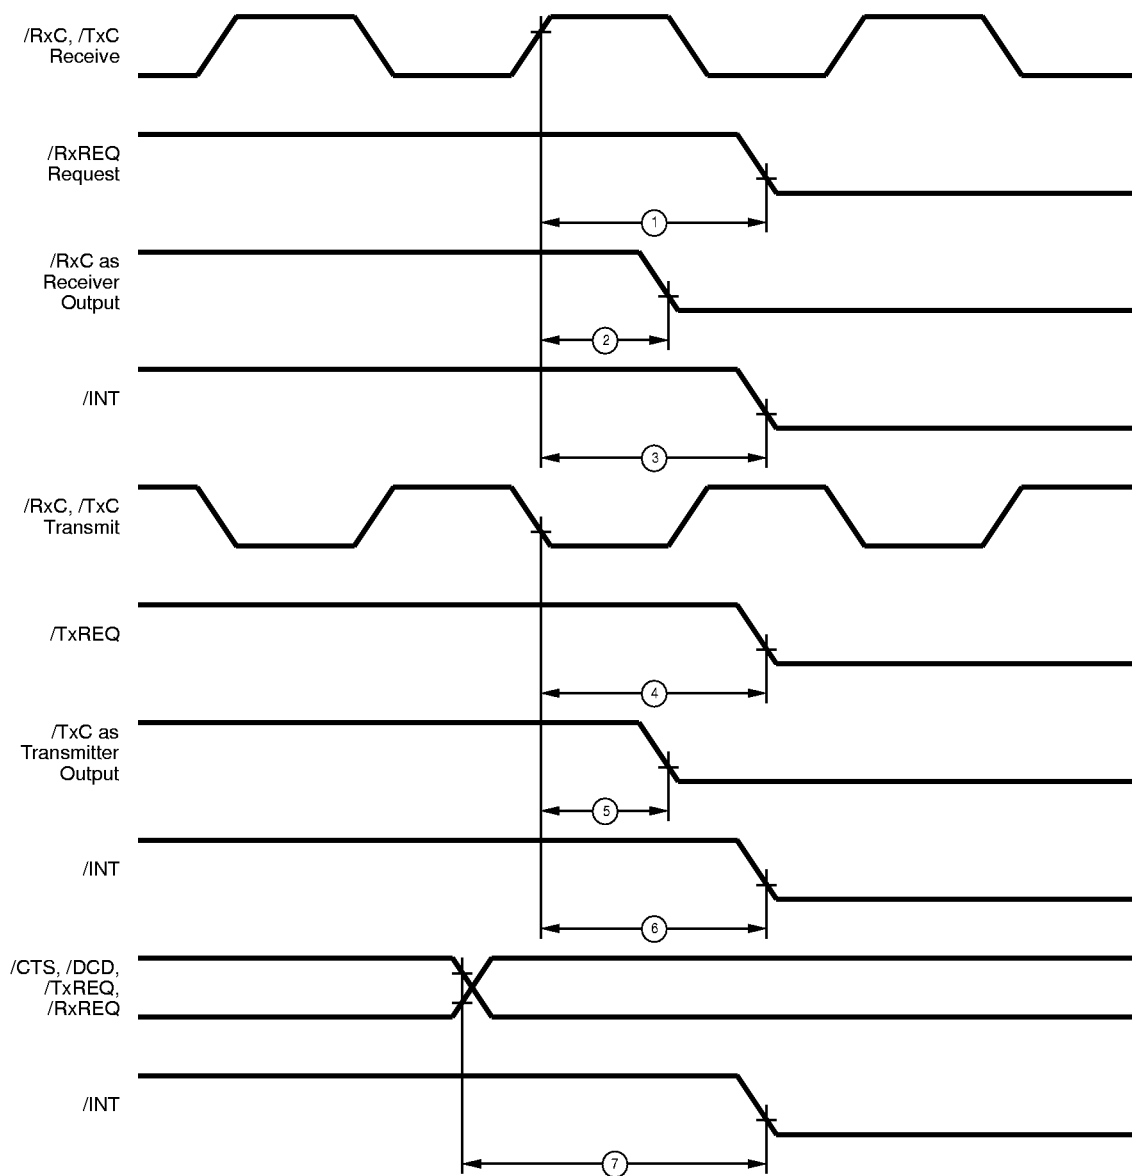 /RxC, /TxC
Receive
/RxREQ
Request
1
/RxC as
Receiver
Output
2
/INT
3
/RxC, /TxC
Transmit
/TxREQ
4
/TxC as
Transmitter
Output
5
/INT
6
/CTS, /DCD,
/TxREQ,
/RxREQ
/INT
7